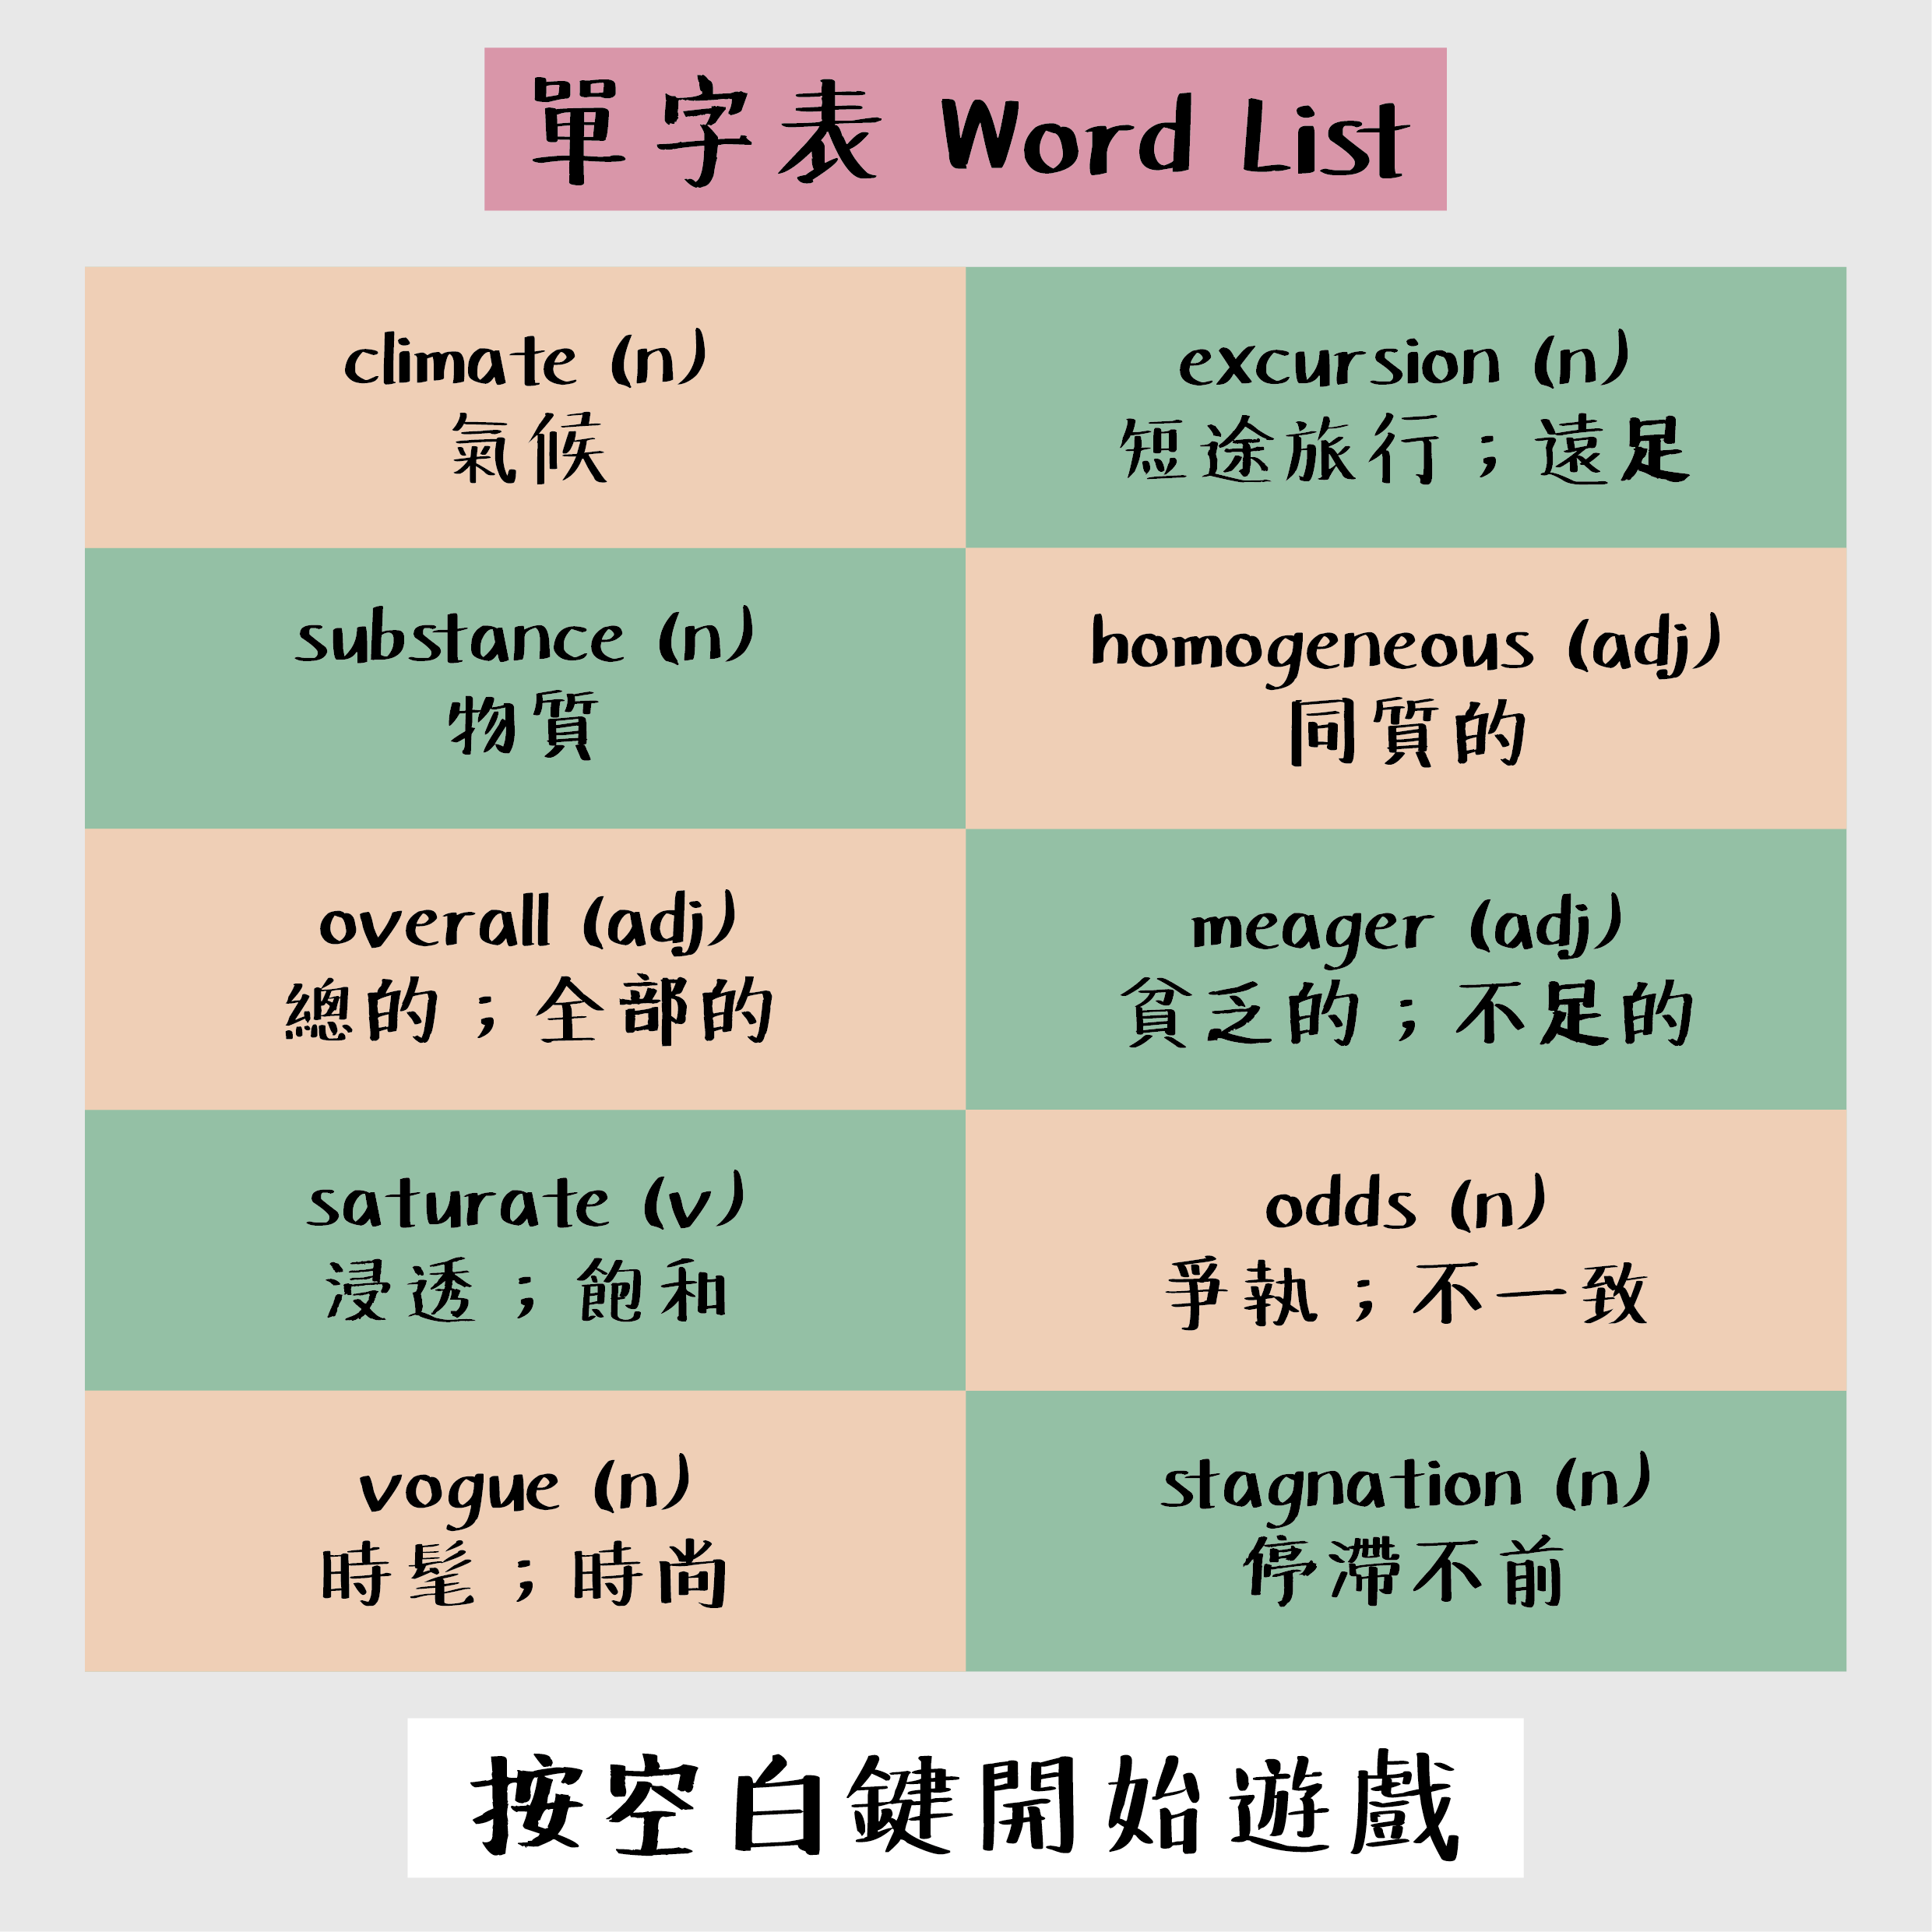 單字表 Word List
climate (n)
氣候
excursion (n)
短途旅行；遠足
substance (n)
物質
homogeneous (adj)
同質的
overall (adj)
總的；全部的
meager (adj)
貧乏的；不足的
saturate (v)
浸透；飽和
odds (n)
爭執；不一致
vogue (n)
時髦；時尚
stagnation (n)
停滯不前
按空白鍵開始遊戲